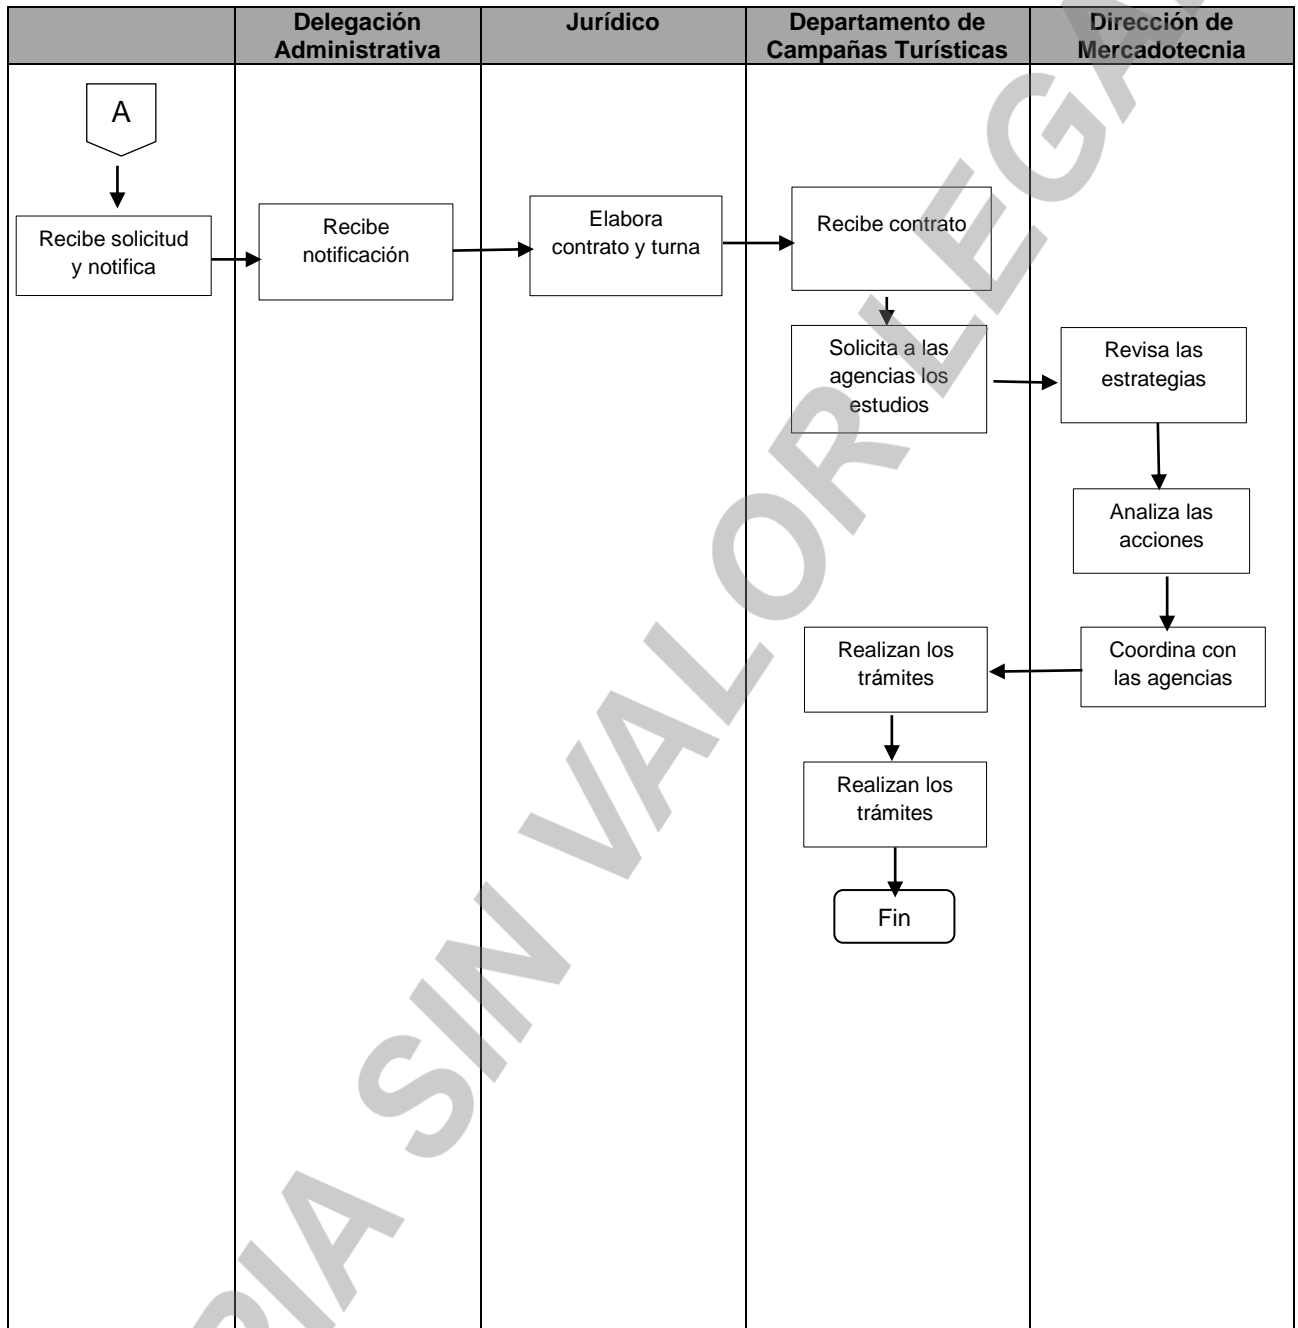 Delegación
Administrativa
Jurídico
Departamento de
Campañas Turísticas
Dirección de
Mercadotecnia
A
Recibe solicitud
y notifica
Recibe
notificación
Elabora
contrato y turna
Recibe contrato
Solicita a las
agencias los
estudios
Revisa las
estrategias
Analiza las
acciones
Coordina con
las agencias
Realizan los
trámites
Realizan los
trámites
Fin
SIN VALOR